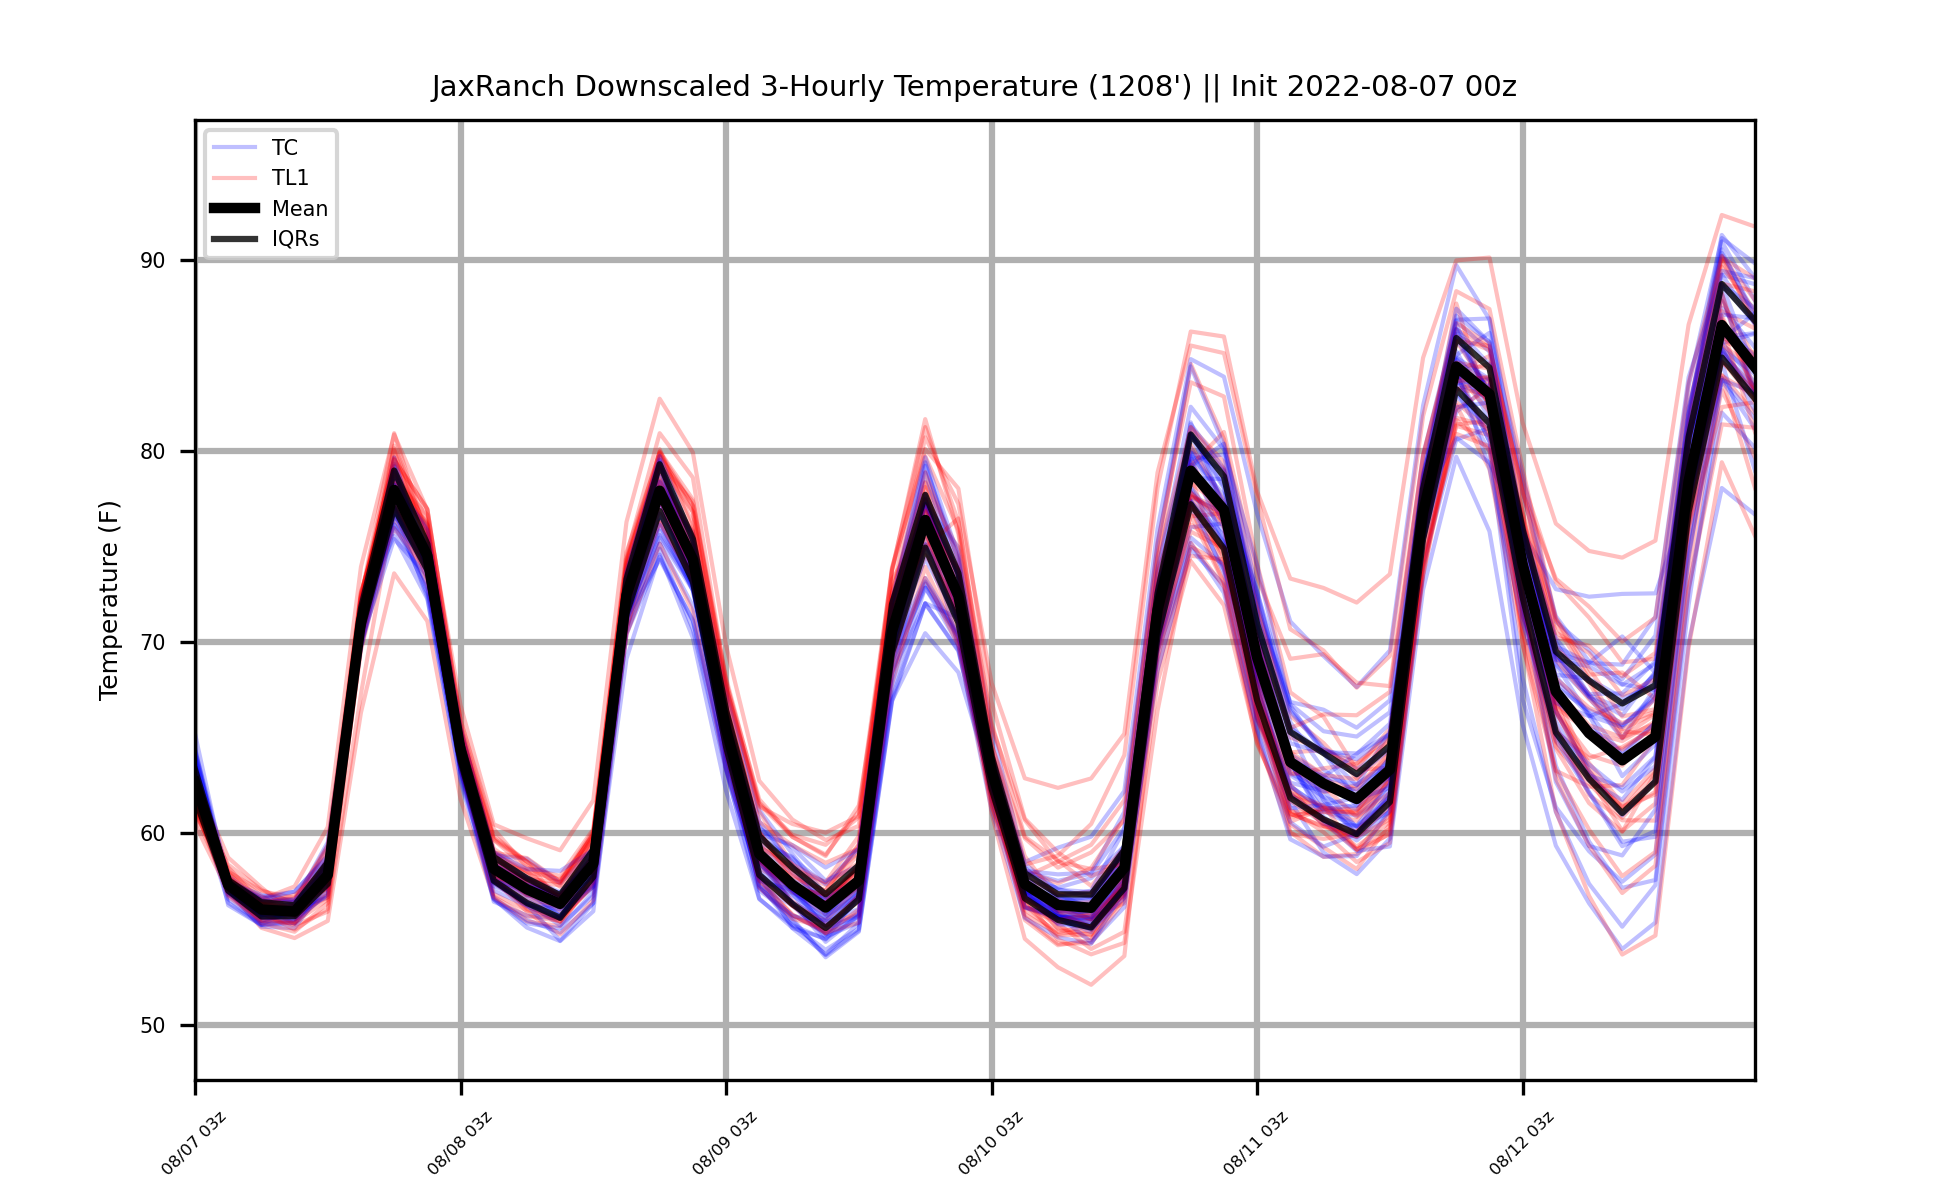 JaxRanch Downscaled 3-Hourly Temperature (1208') || Init 2022-08-07 00z
TC
TL1
Mean
IQRs
Temperature (F)
90
80
70
60
50
08/07 03z
08/08 03z
08/09 03z
08/10 03z
08/11 03z
08/12 03z